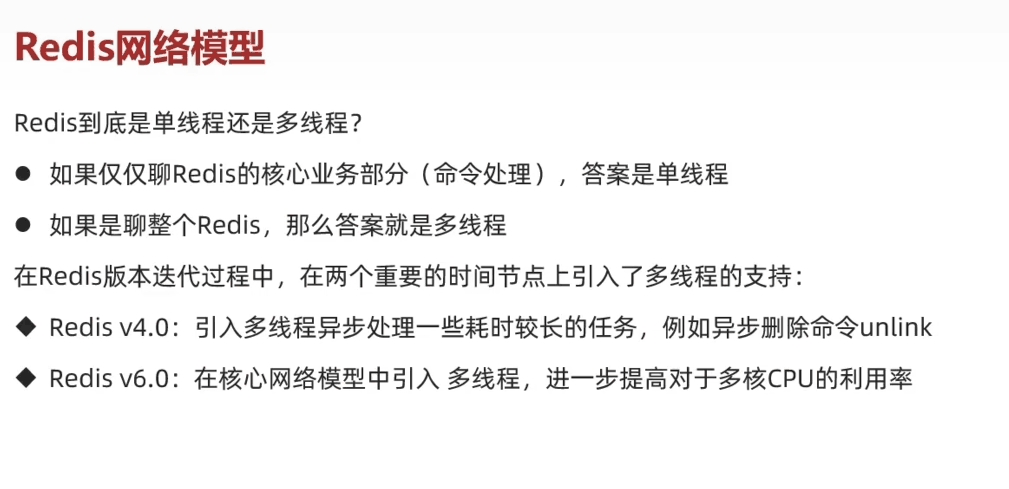 Redis网络模型
Redis到底是单线程还是多线程？
● 如果仅仅聊Redis的核心业务部分（命令处理），答案是单线程
● 如果是聊整个Redis，那么答案就是多线程
在Redis版本迭代过程中，在两个重要的时间节点上引入了多线程的支持：
◆ Redis v4.0：引入多线程异步处理一些耗时较长的任务，例如异步删除命令unlink
◆ Redis v6.0：在核心网络模型中引入 多线程，进一步提高对于多核CPU的利用率